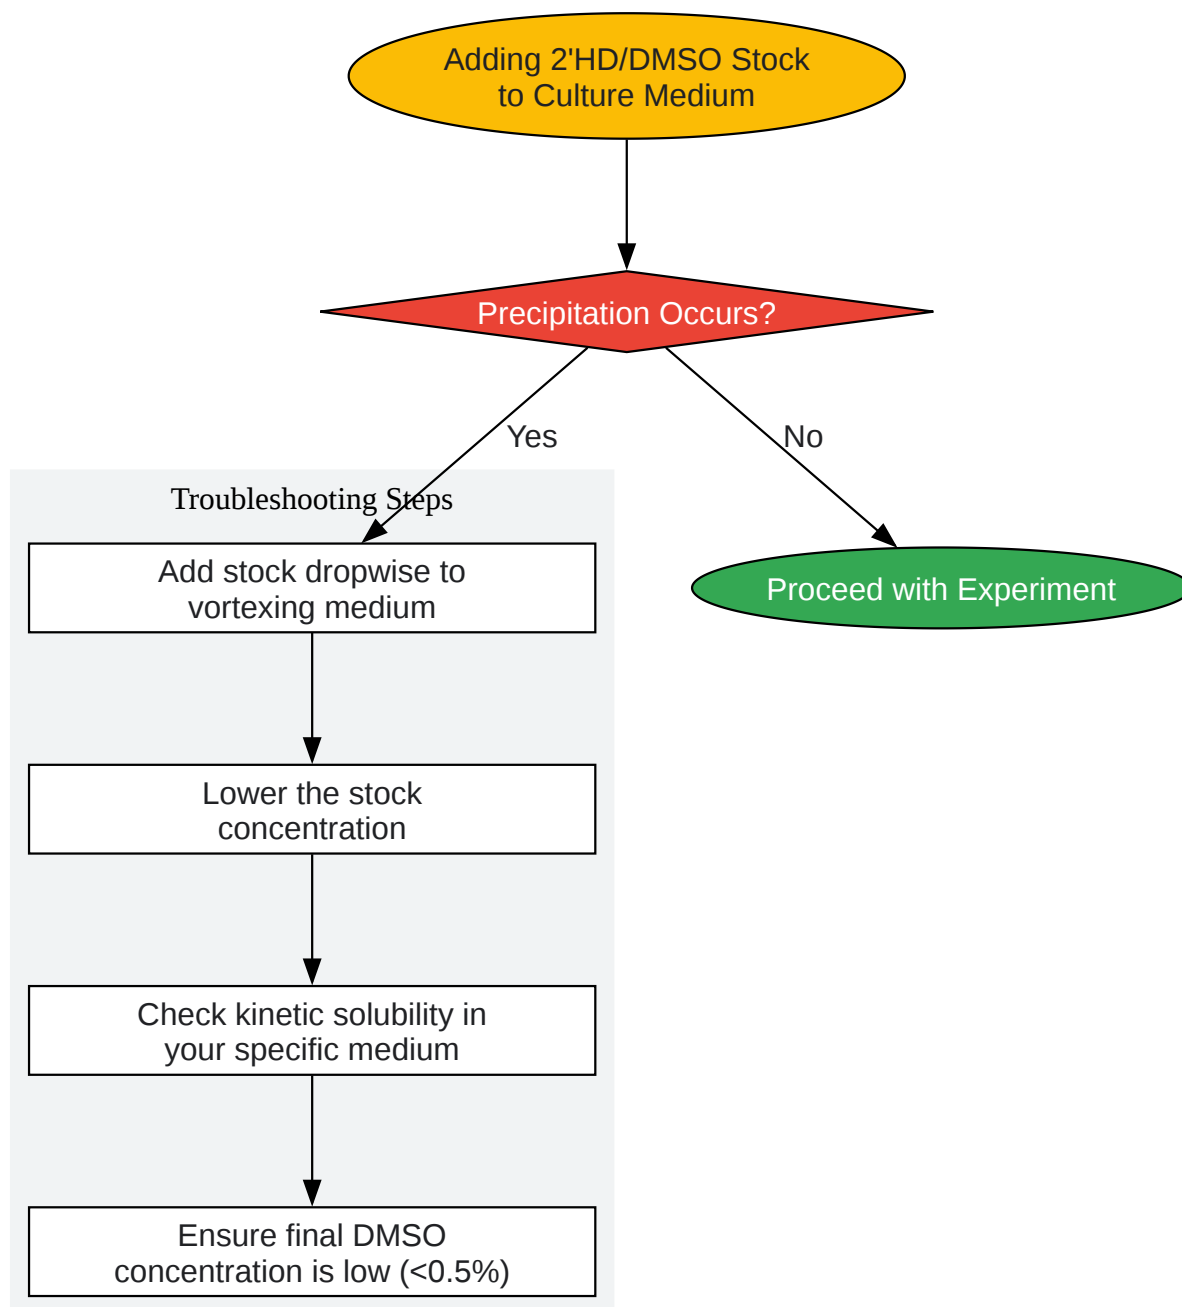 Adding 2'HD/DMSO Stock
to Culture Medium
Precipitation Occurs?
Yes
No
Troubleshooting Steps
Add stock dropwise to
vortexing medium
Proceed with Experiment
Lower the stock
concentration
Check kinetic solubility in
your specific medium
Ensure final DMSO
concentration is low (<0.5%)